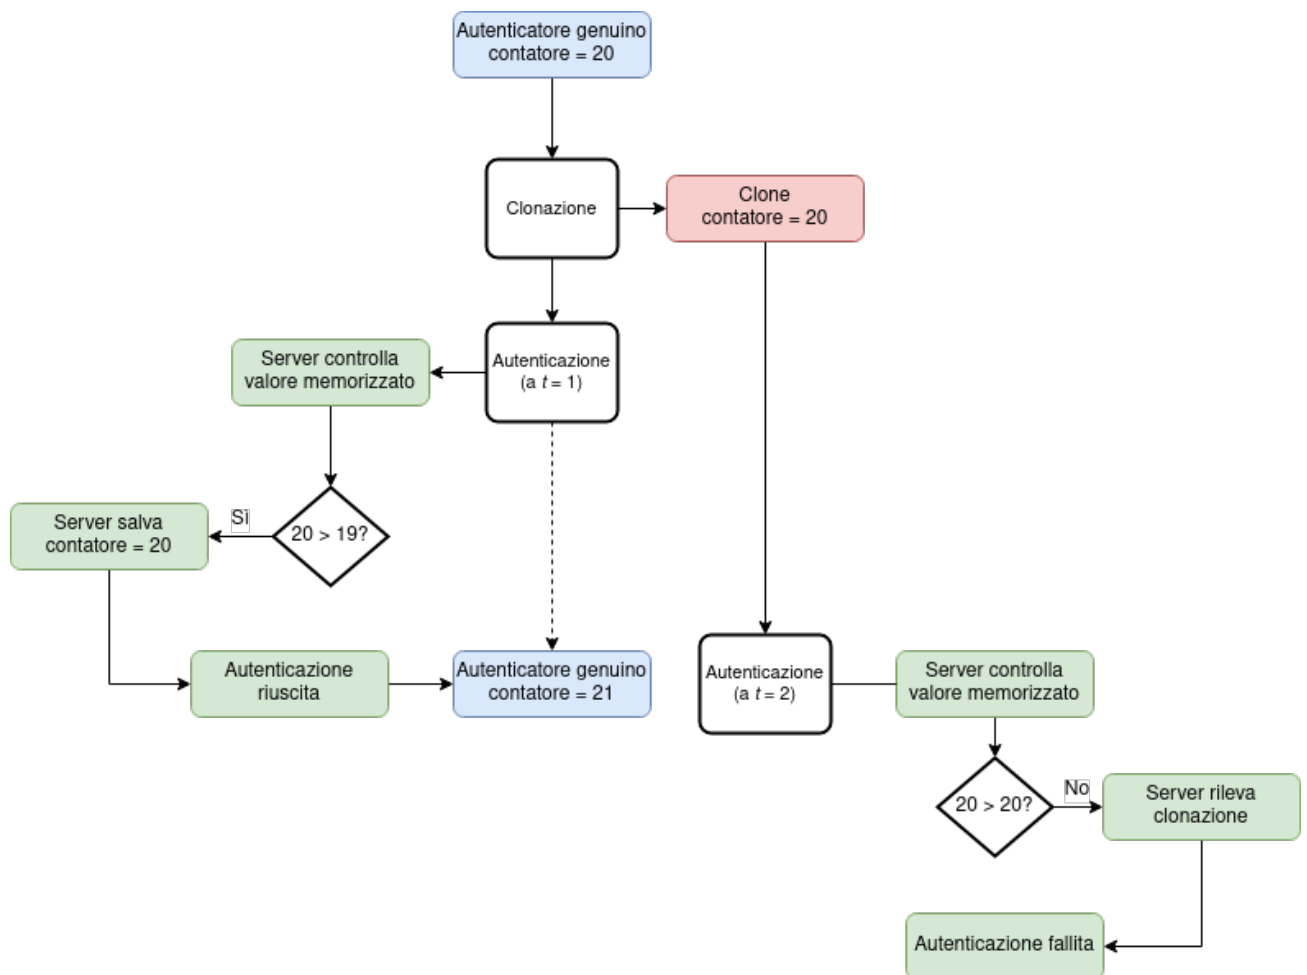 Autenticatore genuino
contatore = 20
Clonazione
Clone
contatore = 20
Autenticazione
(a t = 1)
Server controlla
valore memorizzato
20 > 19?
Sì
Server salva
contatore = 20
Autenticazione
riuscita
Autenticatore genuino
contatore = 21
Autenticazione
(a t = 2)
Server controlla
valore memorizzato
20 > 20?
No
Server rileva
clonazione
Autenticazione fallita